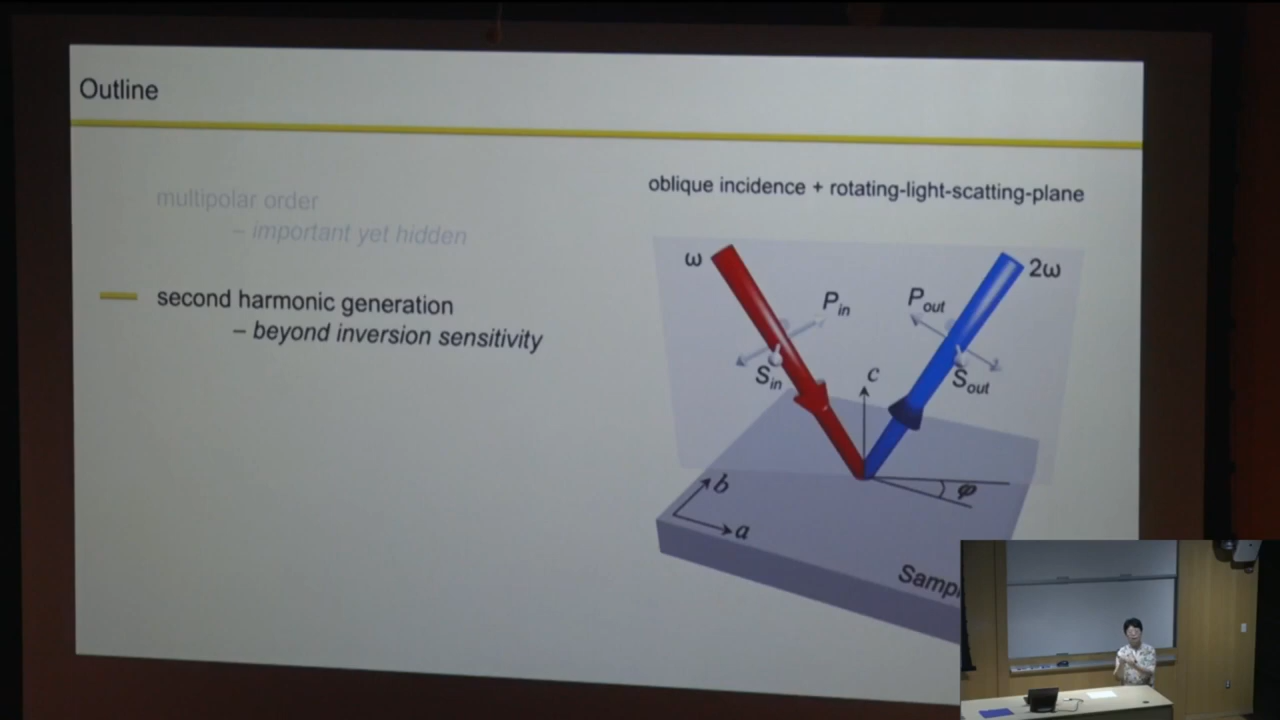 Outline
multipolar order
– important yet hidden
second harmonic generation
– beyond inversion sensitivity
oblique incidence + rotating-light-scatting-plane
ω
2ω
P_in
P_out
S_in
S_out
c
φ
b
a
Sampl